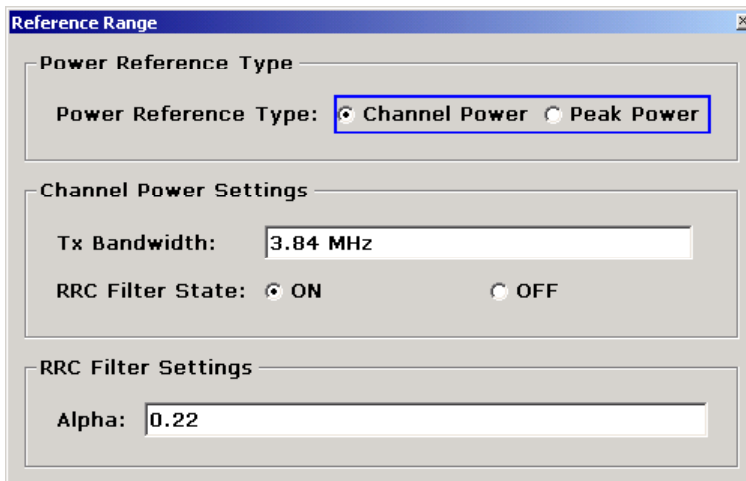 Reference Range
Power Reference Type
Power Reference Type: Channel Power Peak Power
Channel Power Settings
Tx Bandwidth: 3.84 MHz
RRC Filter State: ON OFF
RRC Filter Settings
Alpha: 0.22